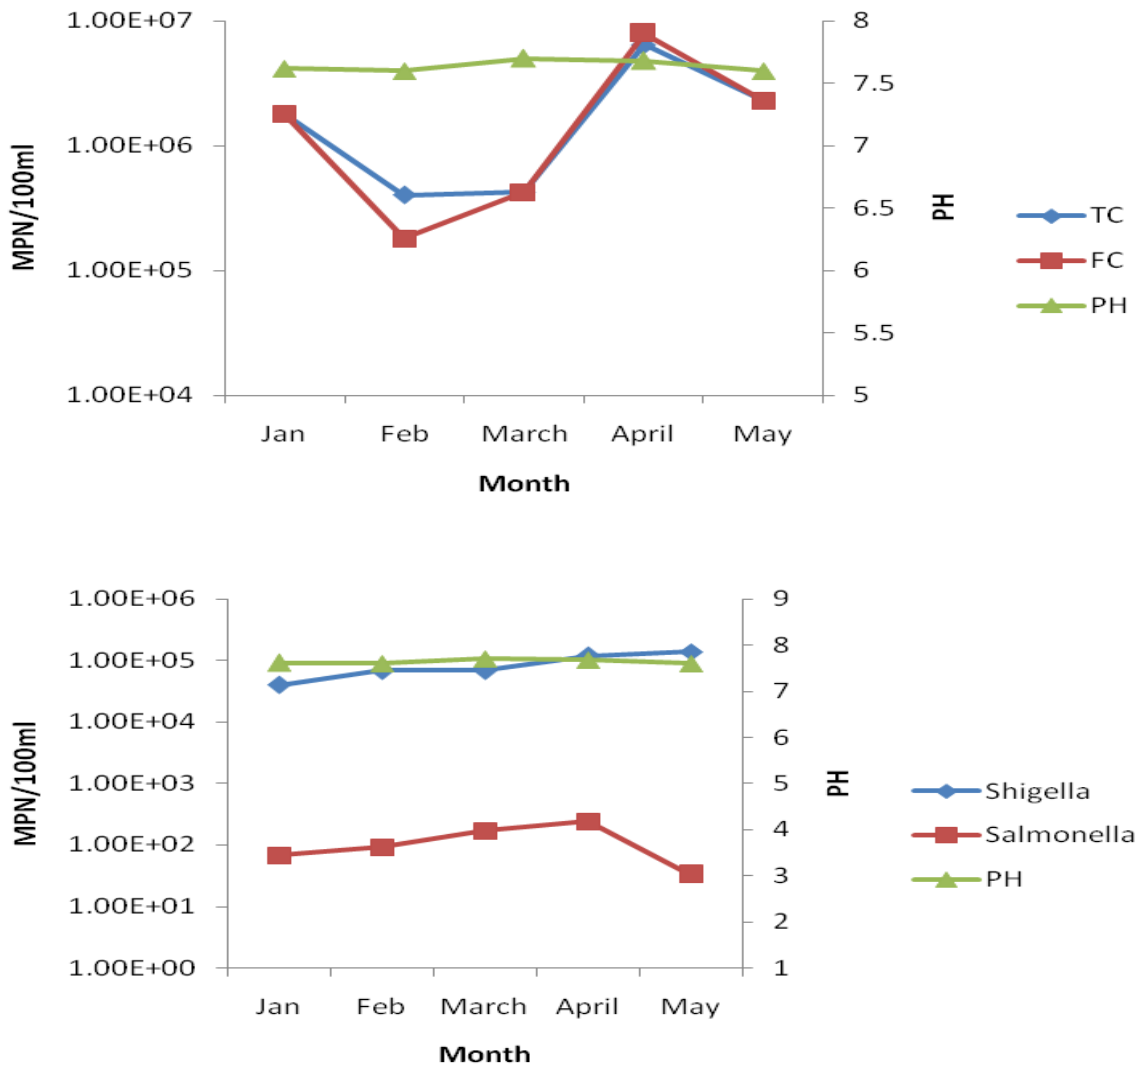 1.00E+07
1.00E+06
1.00E+05
1.00E+04
MPN/100ml
8
7.5
7
6.5
6
5.5
5
PH
Jan Feb March April May
Month
TC
FC
PH
1.00E+06
1.00E+05
1.00E+04
1.00E+03
1.00E+02
1.00E+01
1.00E+00
MPN/100ml
9
8
7
6
5
4
3
2
1
PH
Jan Feb March April May
Month
Shigella
Salmonella
PH